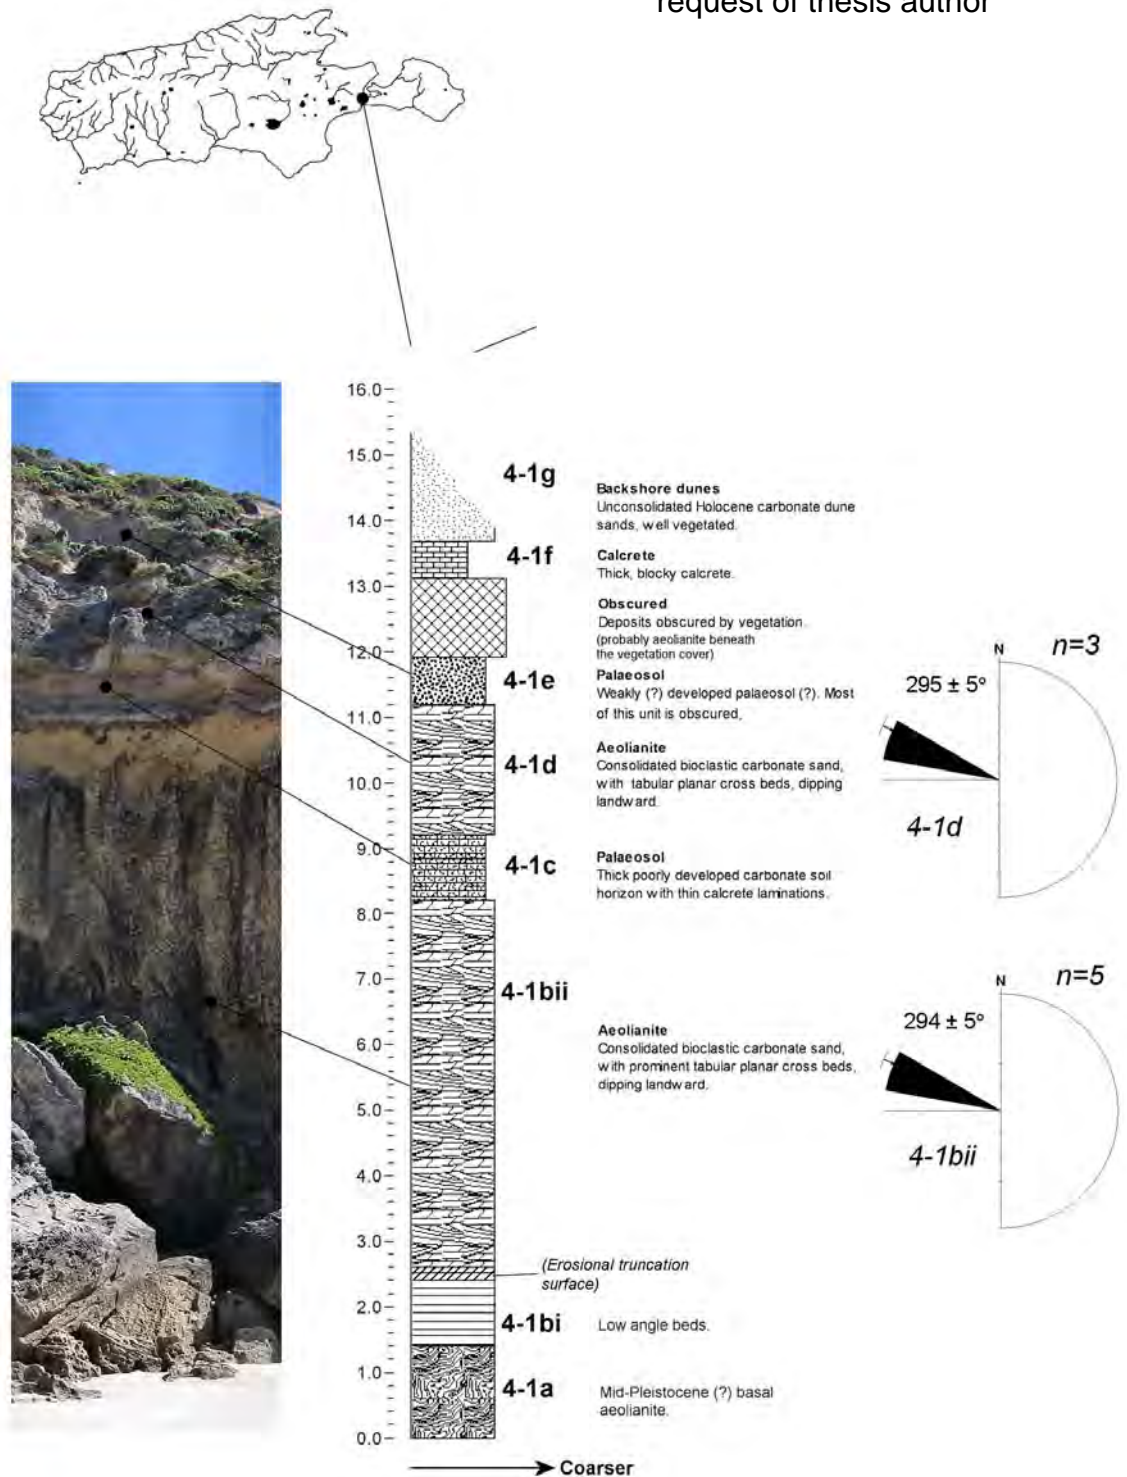 request of thesis author
16.0
15.0
14.0
13.0
12.0
11.0
10.0
9.0
8.0
7.0
6.0
5.0
4.0
3.0
2.0
1.0
0.0
4-1g
Backshore dunes
Unconsolidated Holocene carbonate dune
sands, well vegetated.
4-1f
Calcrete
Thick, blocky calcrete.
Obscured
Deposits obscured by vegetation.
(probably aeolianite beneath
the vegetation cover)
4-1e
Palaeosol
Weakly (?) developed palaeosol (?). Most
of this unit is obscured,
4-1d
Aeolianite
Consolidated bioclastic carbonate sand,
with tabular planar cross beds, dipping
landward.
4-1c
Palaeosol
Thick poorly developed carbonate soil
horizon with thin calcrete laminations.
4-1bii
Aeolianite
Consolidated bioclastic carbonate sand,
with prominent tabular planar cross beds,
dipping landward.
(Erosional truncation
surface)
4-1bi
Low angle beds.
4-1a
Mid-Pleistocene (?) basal
aeolianite.
Coarser
N
n=3
295 ± 5°
4-1d
N
n=5
294 ± 5°
4-1bii